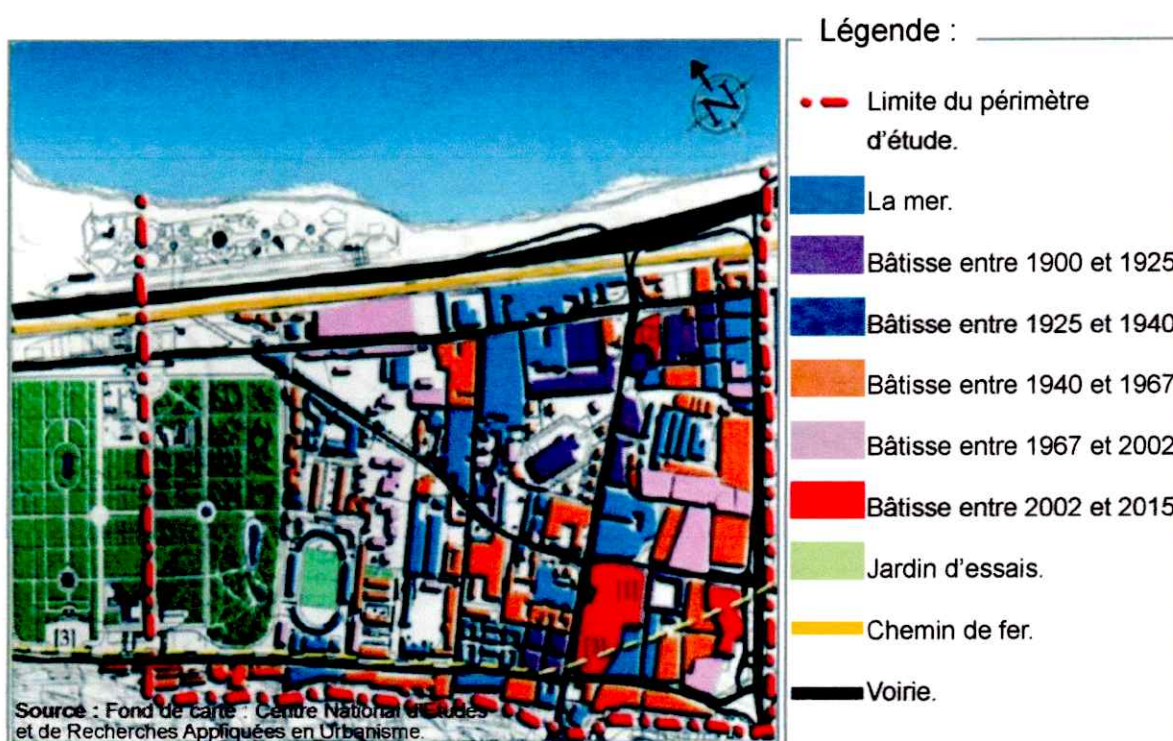 Légende :
Limite du périmètre
d'étude.
La mer.
Bâtisse entre 1900 et 1925
Bâtisse entre 1925 et 1940
Bâtisse entre 1940 et 1967
Bâtisse entre 1967 et 2002
Bâtisse entre 2002 et 2015
Jardin d'essais.
Chemin de fer.
Voirie.
N
[3]
Source : Fond de carte : Centre National d'Études
et de Recherches Appliquées en Urbanisme.